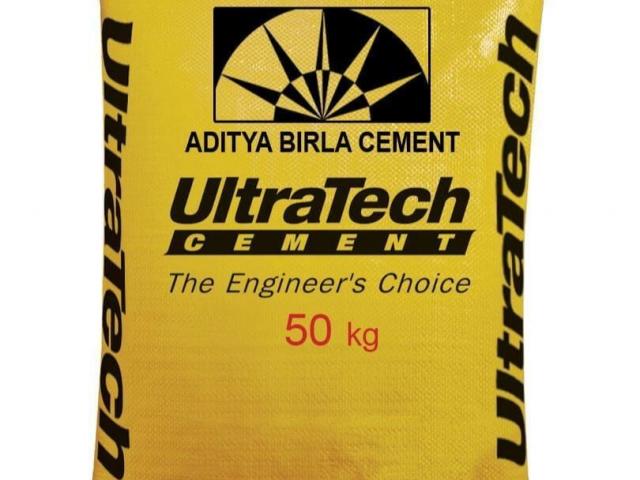 UltraTech
ADITYA BIRLA CEMENT
UltraTech
CEMENT
The Engineer's Choice
50 kg
UltraTech